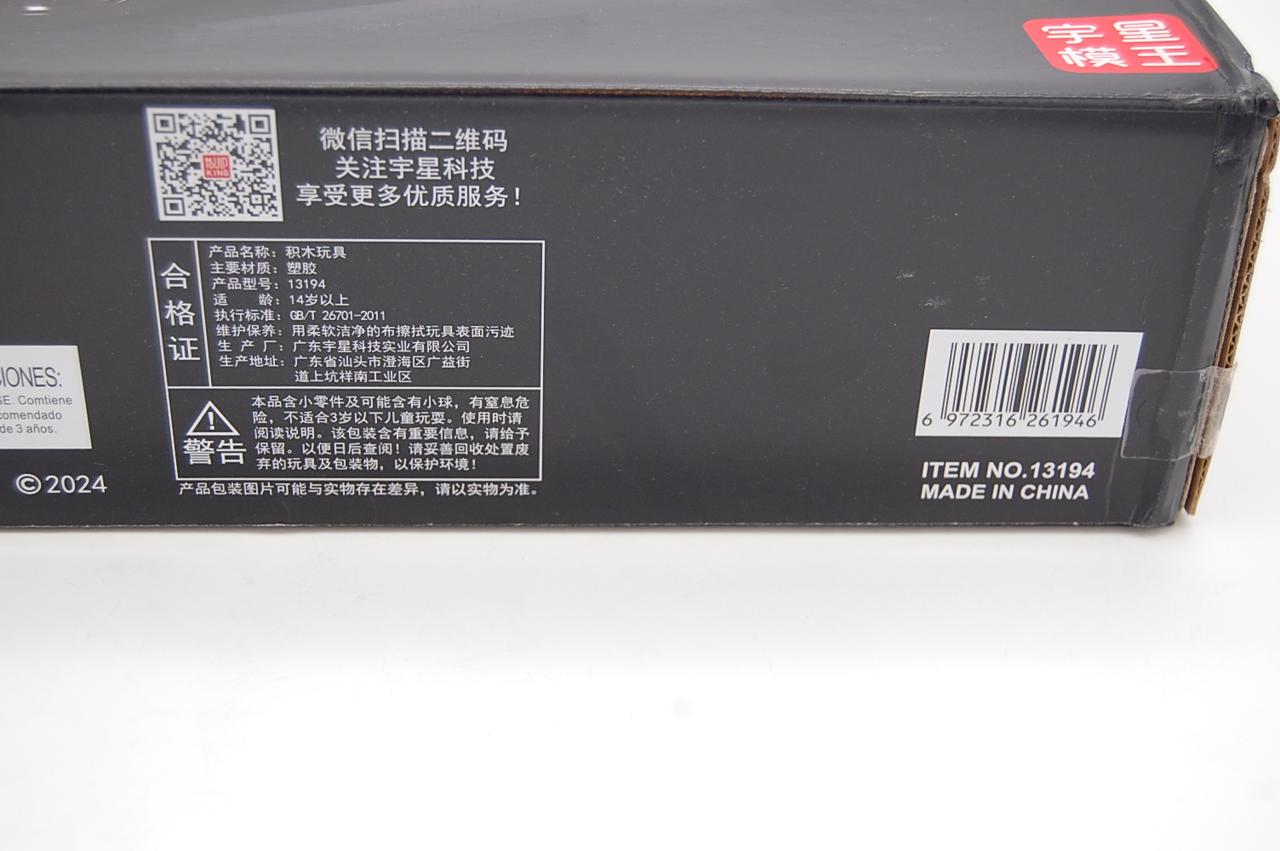 宇星
模王
MOULD
KING
微信扫描二维码
关注宇星科技
享受更多优质服务!
合格证
产品名称：积木玩具
主要材质：塑胶
产品型号：13194
适 龄：14岁以上
执行标准：GB/T 26701-2011
维护保养：用柔软洁净的布擦拭玩具表面污迹
生 产 厂：广东宇星科技实业有限公司
生产地址：广东省汕头市澄海区广益街
道上坑祥南工业区
警告
本品含小零件及可能含有小球，有窒息危
险，不适合3岁以下儿童玩耍。使用时请
阅读说明。该包装含有重要信息，请给予
保留。以便日后查阅！请妥善回收处置废
弃的玩具及包装物，以保护环境！
产品包装图片可能与实物存在差异，请以实物为准。
IONES:
SE. Comtiene
comendado
de 3 años.
©2024
6 972316 261946
ITEM NO.13194
MADE IN CHINA